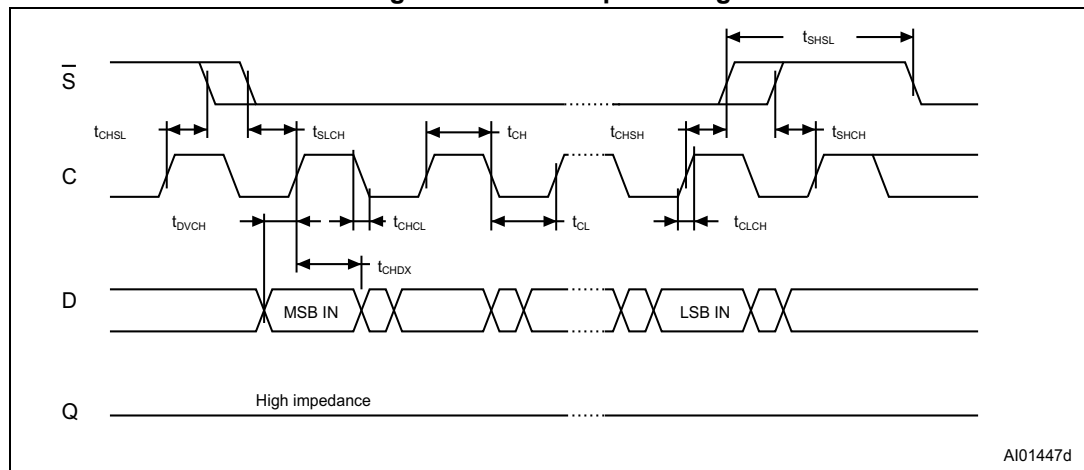 S̅
tSHSL
tCHSL
tSLCH
tCH
tCHSH
tSHCH
C
tDVCH
tCHCL
tCL
tCLCH
tCHDX
D
MSB IN
LSB IN
Q
High impedance
AI01447d